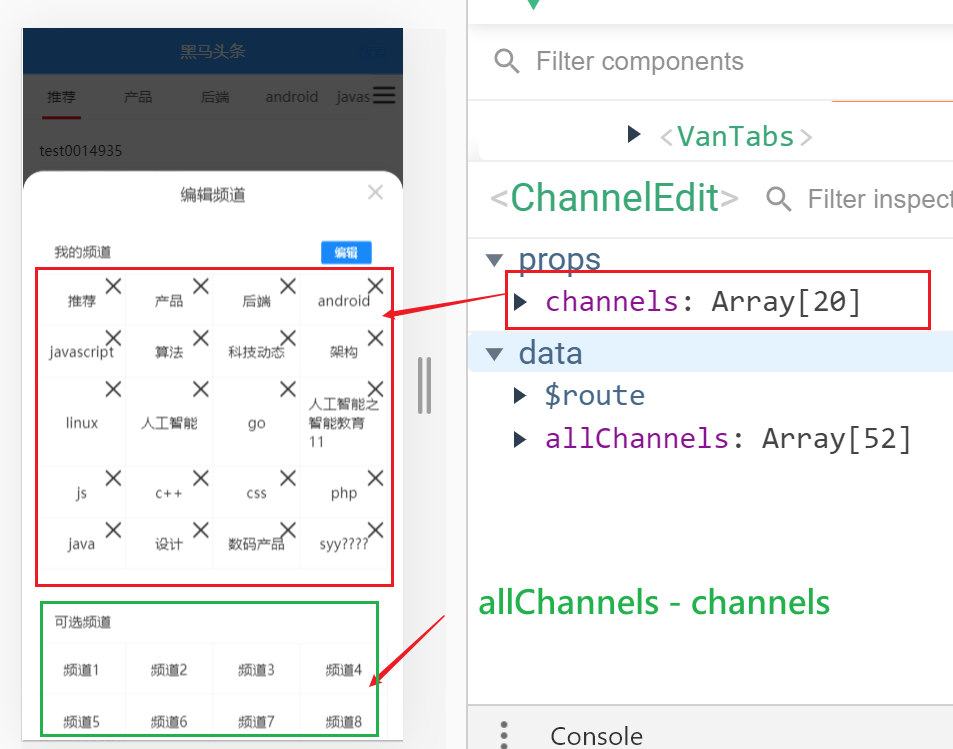 黑马头条
推荐 产品 后端 android javas
test0014935
编辑频道
我的频道 编辑
推荐 产品 后端 android
javascript 算法 科技动态 架构
linux 人工智能 go 人工智能之
智能教育
11
js c++ css php
java 设计 数码产品 syy????
可选频道
频道1 频道2 频道3 频道4
频道5 频道6 频道7 频道8
Filter components
<VanTabs>
<ChannelEdit> Filter inspect
props
channels: Array[20]
data
$route
allChannels: Array[52]
allChannels - channels
Console